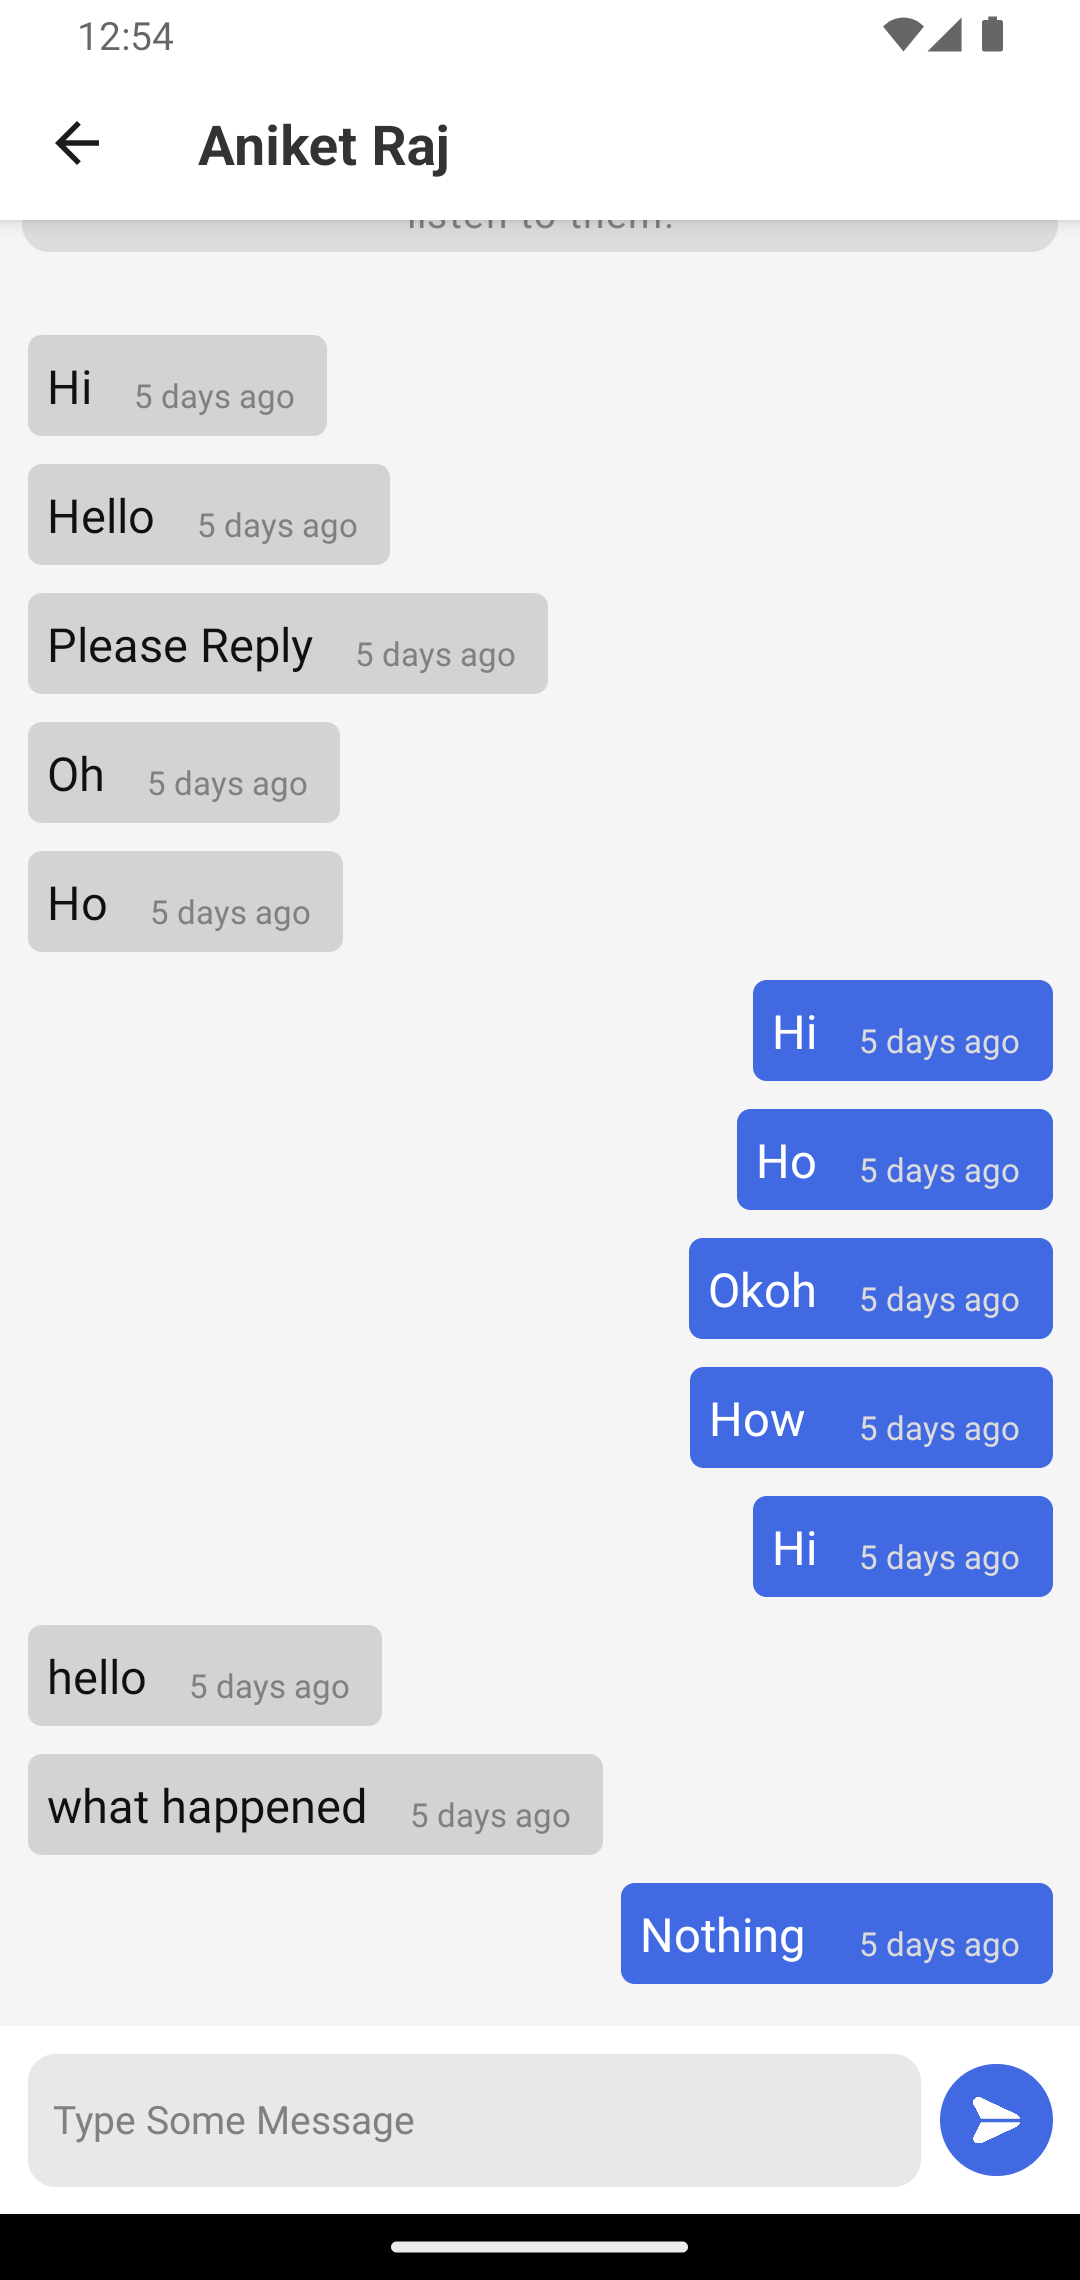 12:54
Aniket Raj
listen to them.
Hi 5 days ago
Hello 5 days ago
Please Reply 5 days ago
Oh 5 days ago
Ho 5 days ago
Hi 5 days ago
Ho 5 days ago
Okoh 5 days ago
How 5 days ago
Hi 5 days ago
hello 5 days ago
what happened 5 days ago
Nothing 5 days ago
Type Some Message